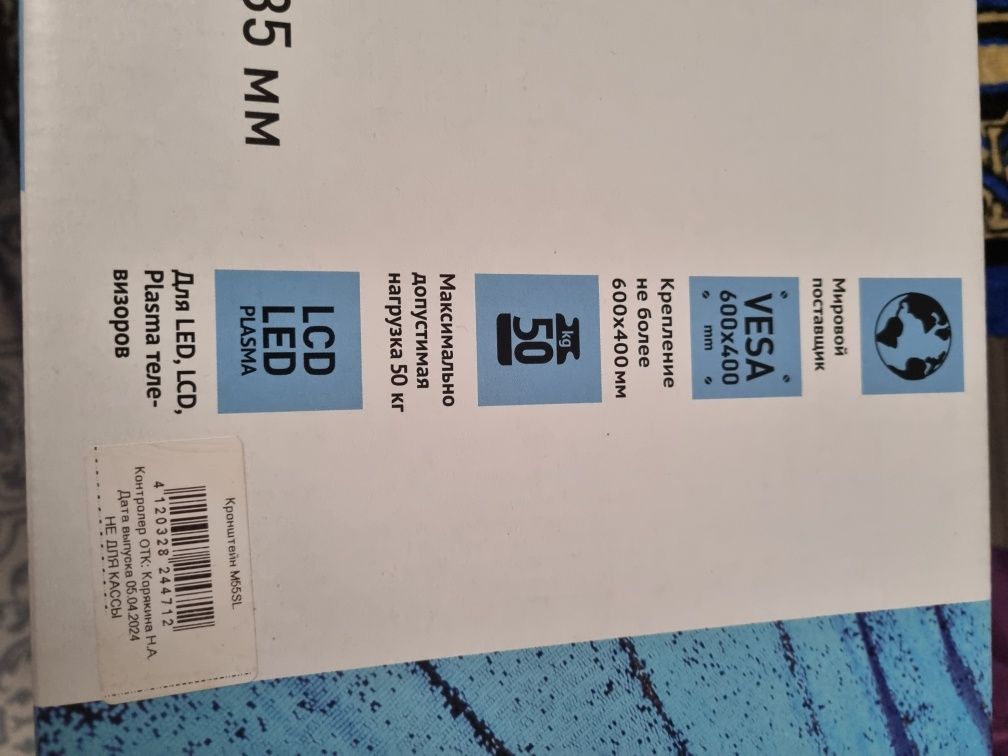 Мировой
поставщик
VESA
600x400
mm
Крепление
не более
600x400 мм
kg
50
Максимально
допустимая
нагрузка 50 кг
LCD
LED
PLASMA
35 мм
Для LED, LCD,
Plasma теле-
визоров
Кронштейн M55SL
4 120328 244712
Контролер ОТК: Корякина Н.А.
Дата выпуска 05.04.2024
НЕ ДЛЯ КАССЫ